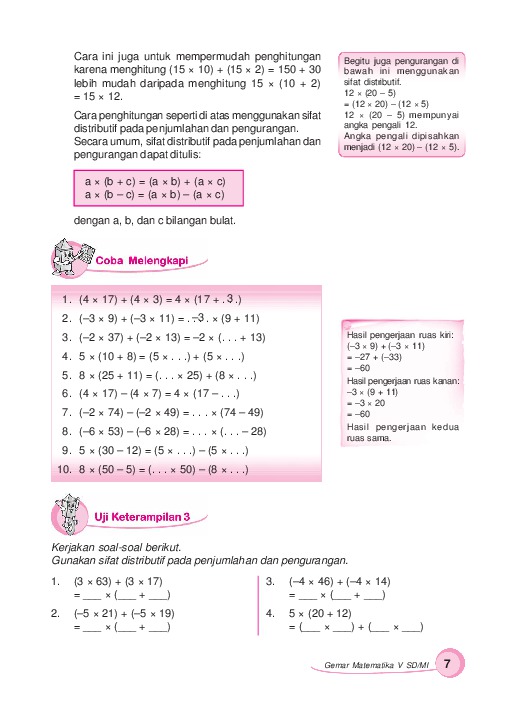 Cara ini juga untuk mempermudah penghitungan
karena menghitung (15 × 10) + (15 × 2) = 150 + 30
lebih mudah daripada menghitung 15 × (10 + 2)
= 15 × 12.
Cara penghitungan seperti di atas menggunakan sifat
distributif pada penjumlahan dan pengurangan.
Secara umum, sifat distributif pada penjumlahan dan
pengurangan dapat ditulis:
a × (b + c) = (a × b) + (a × c)
a × (b – c) = (a × b) – (a × c)
dengan a, b, dan c bilangan bulat.
Begitu juga pengurangan di
bawah ini menggunakan
sifat distributif.
12 × (20 – 5)
= (12 × 20) – (12 × 5)
12 × (20 – 5) mempunyai
angka pengali 12.
Angka pengali dipisahkan
menjadi (12 × 20) – (12 × 5).
Coba Melengkapi
1. (4 × 17) + (4 × 3) = 4 × (17 + . 3 .)
2. (–3 × 9) + (–3 × 11) = . –3 . × (9 + 11)
3. (–2 × 37) + (–2 × 13) = –2 × (. . . + 13)
4. 5 × (10 + 8) = (5 × . . .) + (5 × . . .)
5. 8 × (25 + 11) = (. . . × 25) + (8 × . . .)
6. (4 × 17) – (4 × 7) = 4 × (17 – . . .)
7. (–2 × 74) – (–2 × 49) = . . . × (74 – 49)
8. (–6 × 53) – (–6 × 28) = . . . × (. . . – 28)
9. 5 × (30 – 12) = (5 × . . .) – (5 × . . .)
10. 8 × (50 – 5) = (. . . × 50) – (8 × . . .)
Hasil pengerjaan ruas kiri:
(–3 × 9) + (–3 × 11)
= –27 + (–33)
= –60
Hasil pengerjaan ruas kanan:
–3 × (9 + 11)
= –3 × 20
= –60
Hasil pengerjaan kedua
ruas sama.
Uji Keterampilan 3
Kerjakan soal-soal berikut.
Gunakan sifat distributif pada penjumlahan dan pengurangan.
1. (3 × 63) + (3 × 17)
= ___ × (___ + ___)
2. (–5 × 21) + (–5 × 19)
= ___ × (___ + ___)
3. (–4 × 46) + (–4 × 14)
= ___ × (___ + ___)
4. 5 × (20 + 12)
= (___ × ___) + (___ × ___)
Gemar Matematika V SD/MI 7